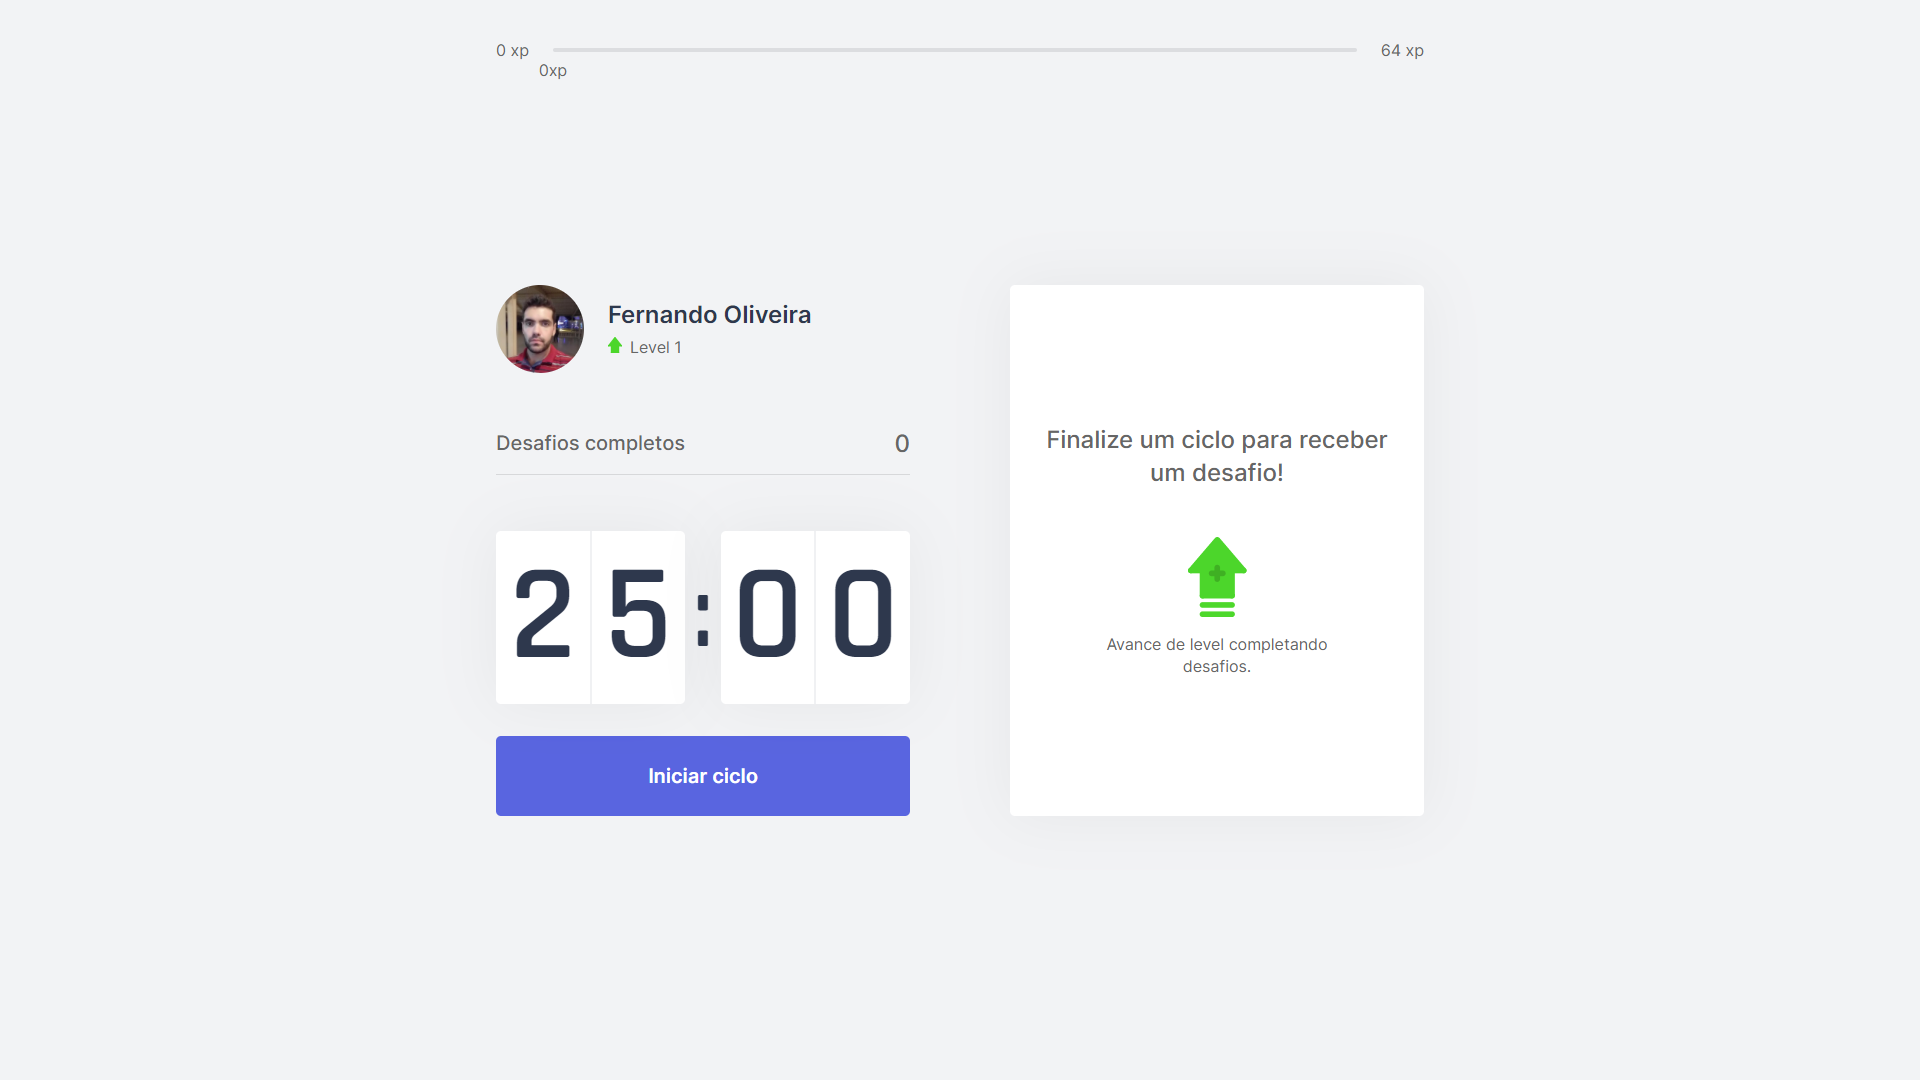 0 xp
64 xp
0xp
Fernando Oliveira
Level 1
Desafios completos
0
25:00
Iniciar ciclo
Finalize um ciclo para receber
um desafio!
Avance de level completando
desafios.